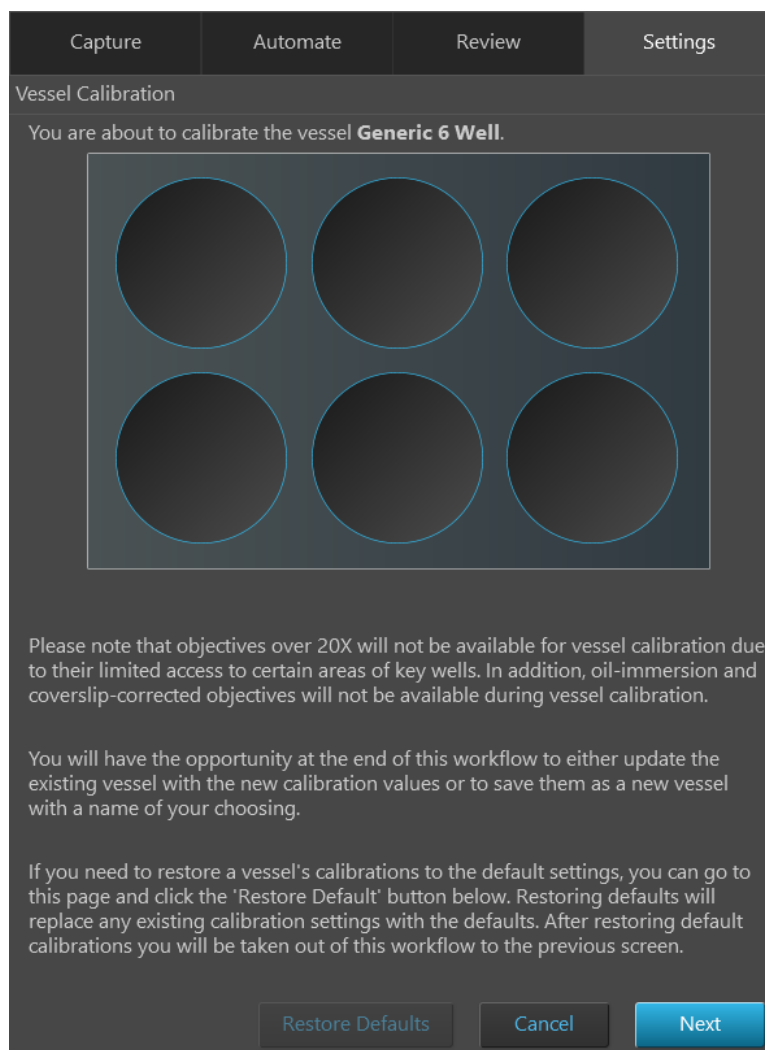 Capture Automate Review Settings
Vessel Calibration
You are about to calibrate the vessel Generic 6 Well.
Please note that objectives over 20X will not be available for vessel calibration due
to their limited access to certain areas of key wells. In addition, oil-immersion and
coverslip-corrected objectives will not be available during vessel calibration.
You will have the opportunity at the end of this workflow to either update the
existing vessel with the new calibration values or to save them as a new vessel
with a name of your choosing.
If you need to restore a vessel's calibrations to the default settings, you can go to
this page and click the 'Restore Default' button below. Restoring defaults will
replace any existing calibration settings with the defaults. After restoring default
calibrations you will be taken out of this workflow to the previous screen.
Restore Defaults Cancel Next